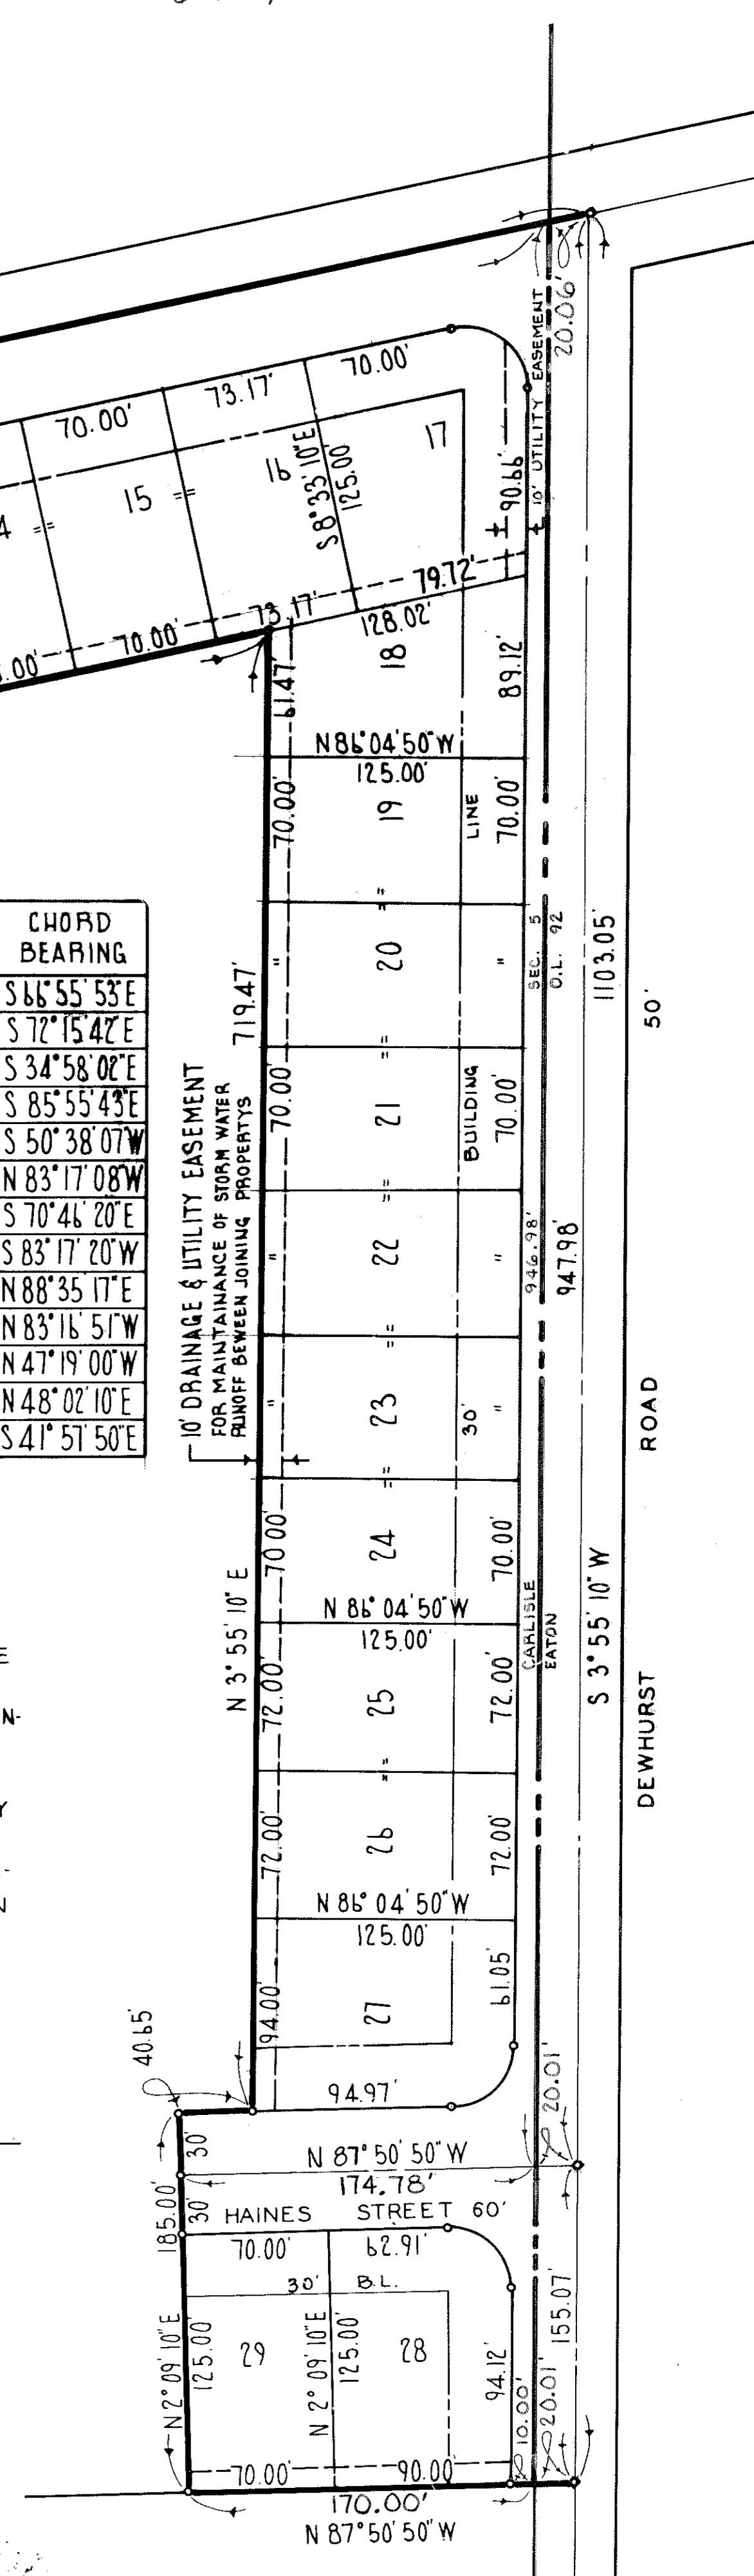 20.06'
10' UTILITY EASEMENT
70.00'
73.17'
70.00'
17
16
15
4
=
=
S 8° 33' 10" E
125.00'
90.66'
79.72'
73.17'
128.02'
70.00'
.00'
18
61.47'
89.12'
N 86° 04' 50" W
125.00'
19
70.00'
LINE
70.00'
"
=
20
"
"
SEC. 5
O.L. 92
1103.05'
50'
719.47'
=
21
70.00'
BUILDING
70.00'
10' DRAINAGE & UTILITY EASEMENT
FOR MAINTAINANCE OF STORM WATER
RUNOFF BEWEEN JOINING PROPERTYS
=
22
"
"
946.98'
947.98'
=
23
"
30'
"
=
24
70.00'
70.00'
ROAD
N 3° 55' 10" E
N 86° 04' 50" W
125.00'
CARLISLE
EATON
S 3° 55' 10" W
25
72.00'
72.00'
DEWHURST
=
26
72.00'
72.00'
N 86° 04' 50" W
125.00'
27
94.00'
61.05'
40.65'
94.97'
20.01'
30'
N 87° 50' 50" W
174.78'
30'
185.00'
HAINES STREET 60'
70.00'
62.91'
30' B.L.
155.07'
N 2° 09' 10" E
125.00'
29
N 2° 09' 10" E
125.00'
28
94.12'
10.00'
20.01'
70.00'
90.00'
170.00'
N 87° 50' 50" W
CHORD
BEARING
S 66° 55' 53" E
S 72° 15' 42" E
S 34° 58' 02" E
S 85° 55' 43" E
S 50° 38' 07" W
N 83° 17' 08" W
S 70° 46' 20" E
S 83° 17' 20" W
N 88° 35' 17" E
N 83° 16' 51" W
N 47° 19' 00" W
N 48° 02' 10" E
S 41° 57' 50" E
E
N-
Y
-
N